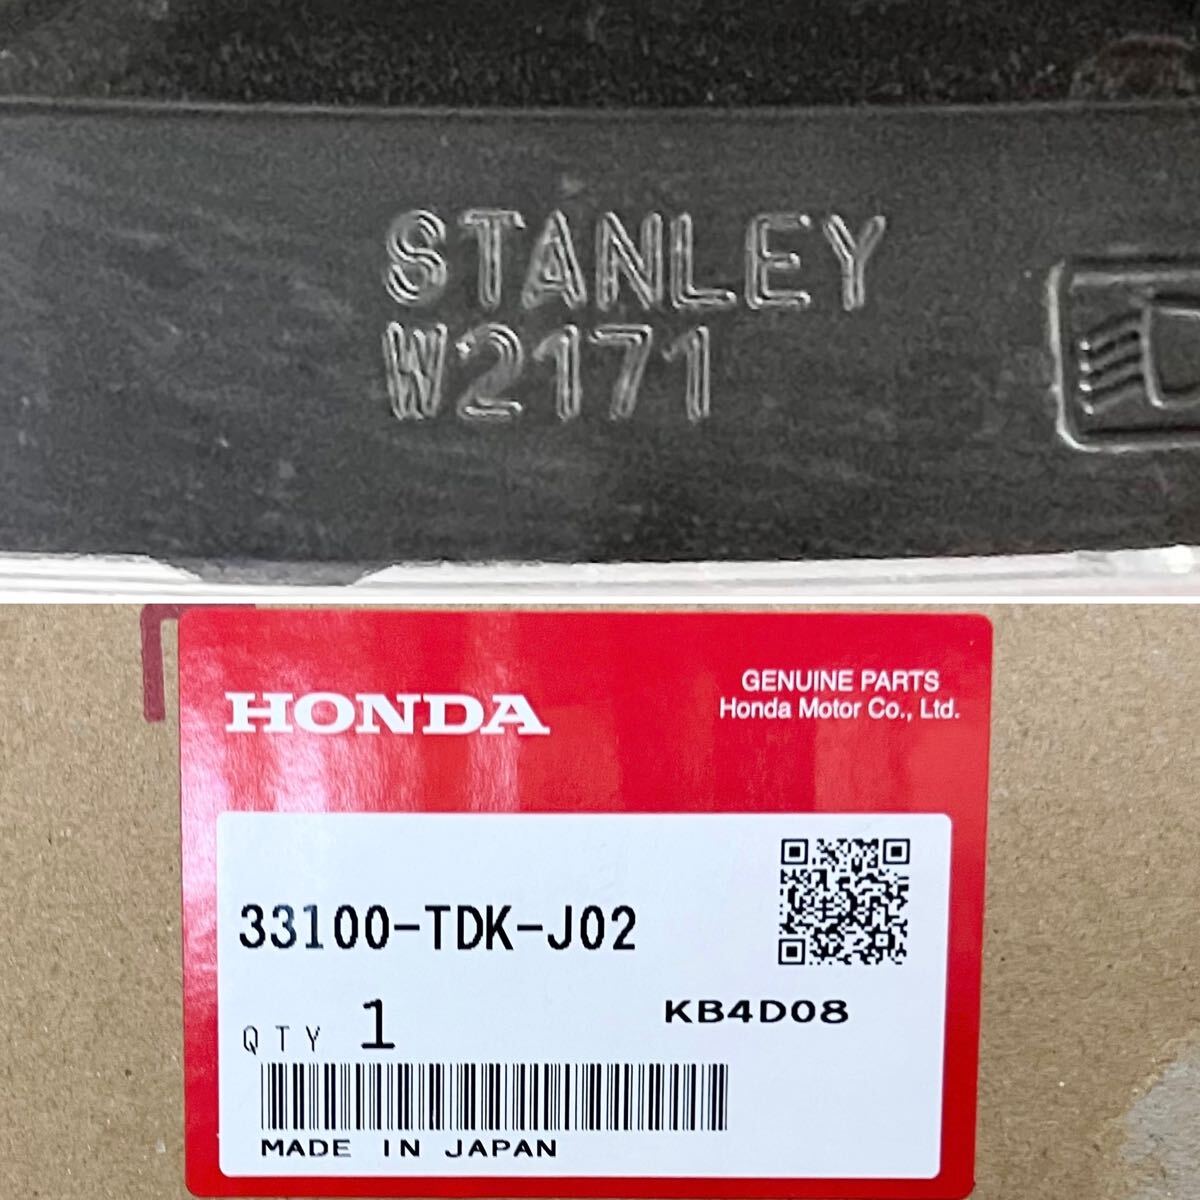 STANLEY
W2171
HONDA
GENUINE PARTS
Honda Motor Co., Ltd.
33100-TDK-J02
QTY 1
KB4D08
MADE IN JAPAN